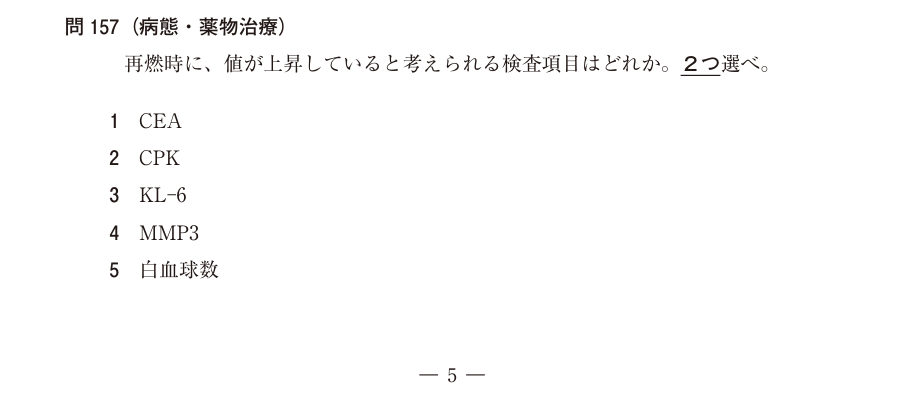 問 157（病態・薬物治療）
再燃時に、値が上昇していると考えられる検査項目はどれか。２つ選べ。
1 CEA
2 CPK
3 KL-6
4 MMP3
5 白血球数
— 5 —